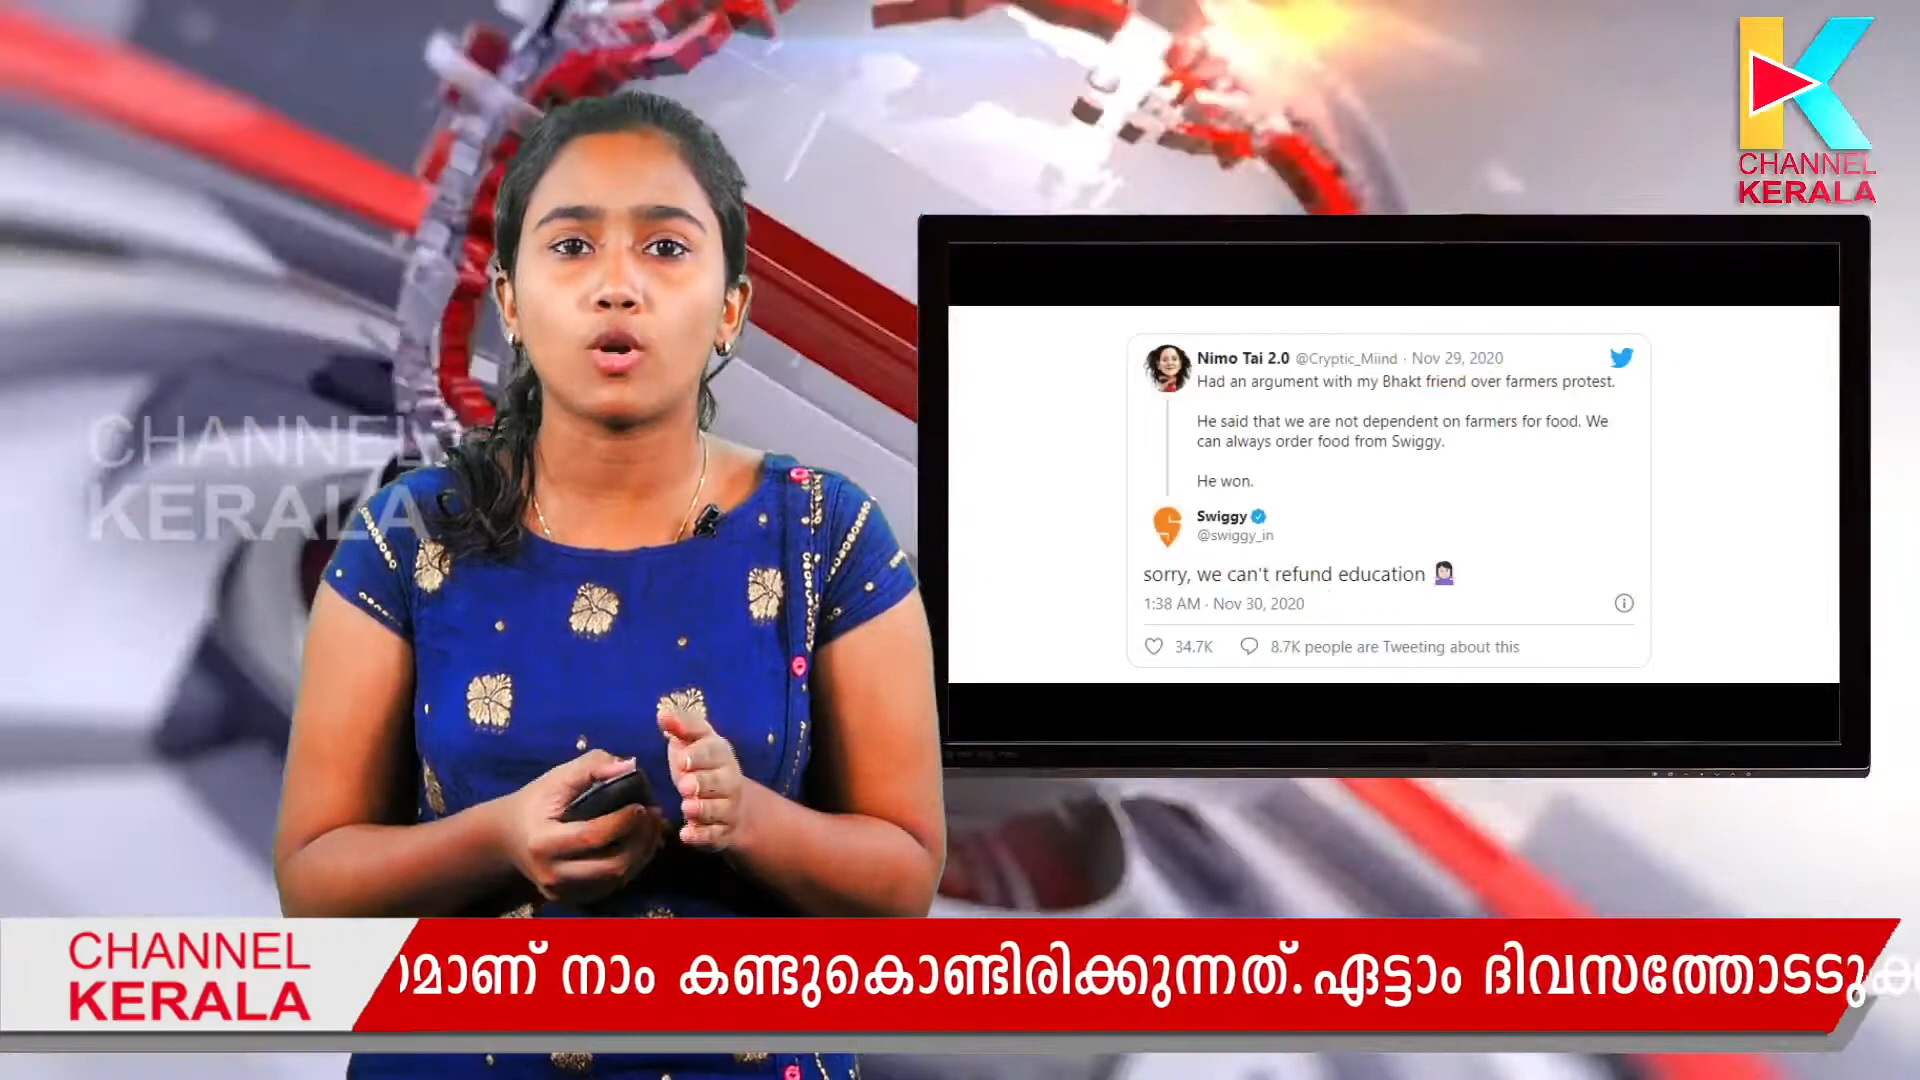 CHANNEL
KERALA
Nimo Tai 2.0 @Cryptic_Miind · Nov 29, 2020
Had an argument with my Bhakt friend over farmers protest.
He said that we are not dependent on farmers for food. We
can always order food from Swiggy.
He won.
Swiggy
@swiggy_in
sorry, we can't refund education 🤷🏻‍♀️
1:38 AM · Nov 30, 2020
34.7K 8.7K people are Tweeting about this
CHANNEL
KERALA
CHANNEL
KERALA
നാം കണ്ടുകൊണ്ടിരിക്കുന്നത്. ഏട്ടാം